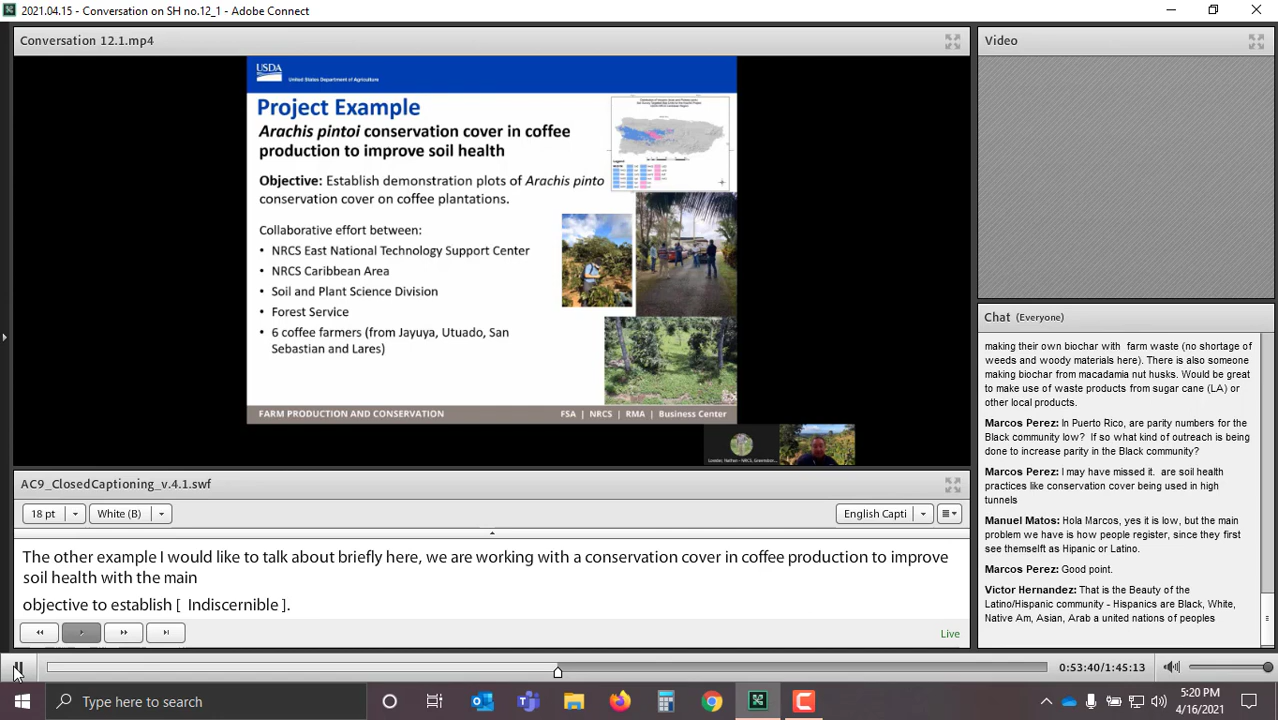 2021.04.15 - Conversation on SH no.12_1 - Adobe Connect
Conversation 12.1.mp4
USDA
United States Department of Agriculture
Project Example
Arachis pintoi conservation cover in coffee
production to improve soil health
Objective: Establish demonstration plots of Arachis pinto
conservation cover on coffee plantations.
Collaborative effort between:
• NRCS East National Technology Support Center
• NRCS Caribbean Area
• Soil and Plant Science Division
• Forest Service
• 6 coffee farmers (from Jayuya, Utuado, San
Sebastian and Lares)
FARM PRODUCTION AND CONSERVATION
FSA | NRCS | RMA | Business Center
AC9_ClosedCaptioning_v.4.1.swf
18 pt
White (B)
English Capti
The other example I would like to talk about briefly here, we are working with a conservation cover in coffee production to improve
soil health with the main
objective to establish [ Indiscernible ].
Live
Video
Chat (Everyone)
making their own biochar with farm waste (no shortage of
weeds and woody materials here). There is also someone
making biochar from macadamia nut husks. Would be great
to make use of waste products from sugar cane (LA) or
other local products.
Marcos Perez: In Puerto Rico, are parity numbers for the
Black community low? If so what kind of outreach is being
done to increase parity in the Black community?
Marcos Perez: I may have missed it. are soil health
practices like conservation cover being used in high
tunnels
Manuel Matos: Hola Marcos, yes it is low, but the main
problem we have is how people register, since they first
see themselft as Hipanic or Latino.
Marcos Perez: Good point.
Victor Hernandez: That is the Beauty of the
Latino/Hispanic community - Hispanics are Black, White,
Native Am, Asian, Arab a united nations of peoples
0:53:40/1:45:13
Type here to search
5:20 PM
4/16/2021